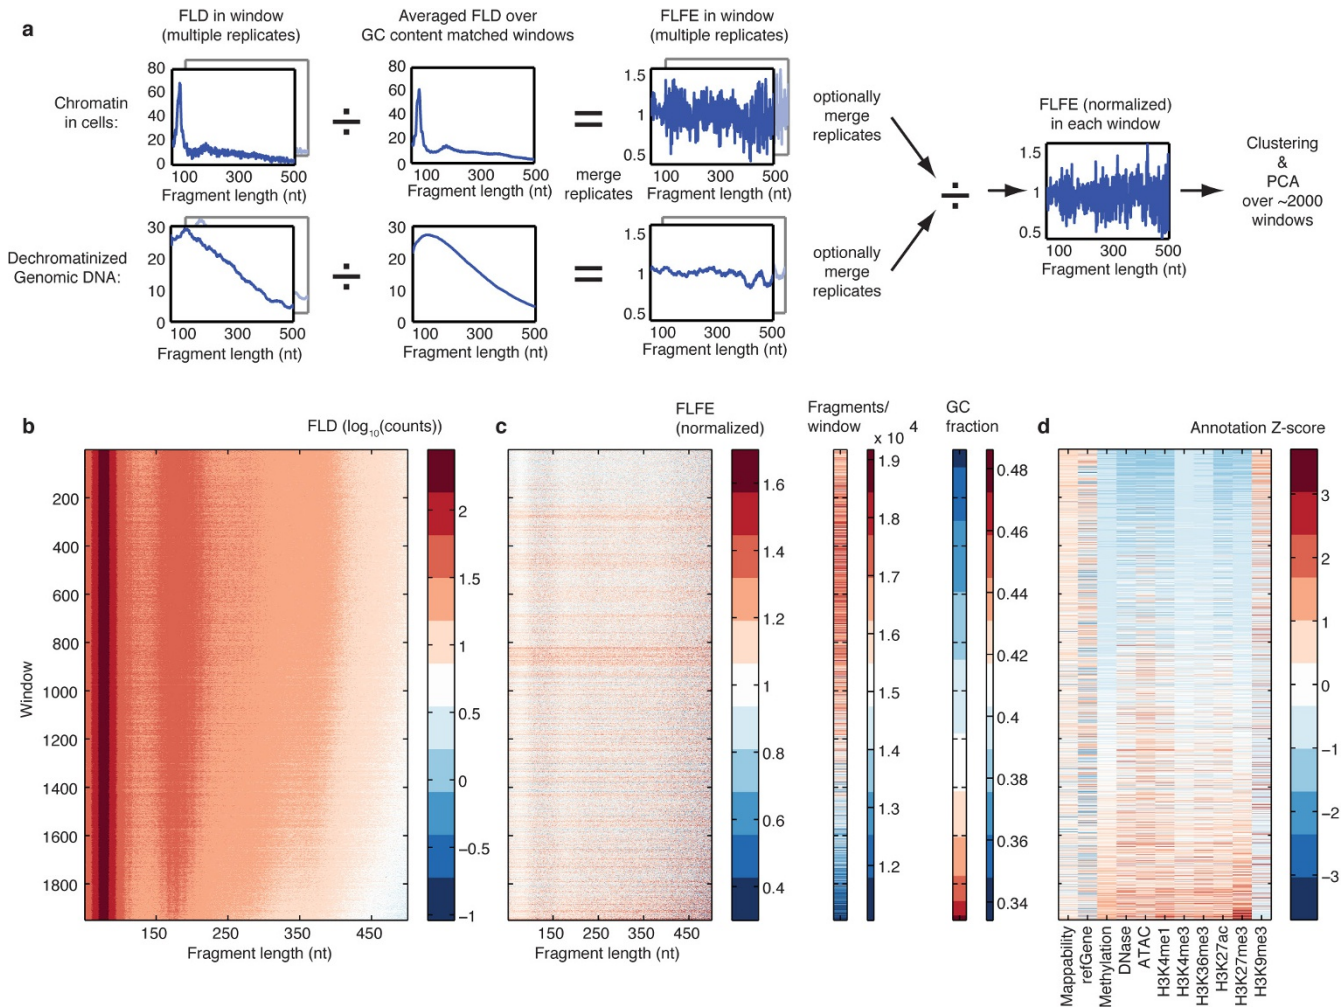 a
FLD in window
(multiple replicates)
Averaged FLD over
GC content matched windows
FLFE in window
(multiple replicates)
Chromatin
in cells:
80
60
40
20
0
100 300 500
Fragment length (nt)
÷
80
60
40
20
0
100 300 500
Fragment length (nt)
=
merge
replicates
1.5
1
0.5
100 300 500
Fragment length (nt)
optionally
merge
replicates
Dechromatinized
Genomic DNA:
30
20
10
0
100 300 500
Fragment length (nt)
÷
30
20
10
0
100 300 500
Fragment length (nt)
=
1.5
1
0.5
100 300 500
Fragment length (nt)
optionally
merge
replicates
÷
FLFE (normalized)
in each window
1.5
1
0.5
100 300 500
Fragment length (nt)
Clustering
&
PCA
over ~2000
windows
b
FLD (log10(counts))
Window
200
400
600
800
1000
1200
1400
1600
1800
150 250 350 450
Fragment length (nt)
2
1.5
1
0.5
0
−0.5
−1
c
FLFE
(normalized)
50 150 250 350 450
Fragment length (nt)
1.6
1.4
1.2
1
0.8
0.6
0.4
Fragments/
window
x 10 4
1.9
1.8
1.7
1.6
1.5
1.4
1.3
1.2
GC
fraction
0.48
0.46
0.44
0.42
0.4
0.38
0.36
0.34
d
Annotation Z-score
Mappability
refGene
Methylation
DNase
ATAC
H3K4me1
H3K4me3
H3K36me3
H3K27ac
H3K27me3
H3K9me3
3
2
1
0
−1
−2
−3